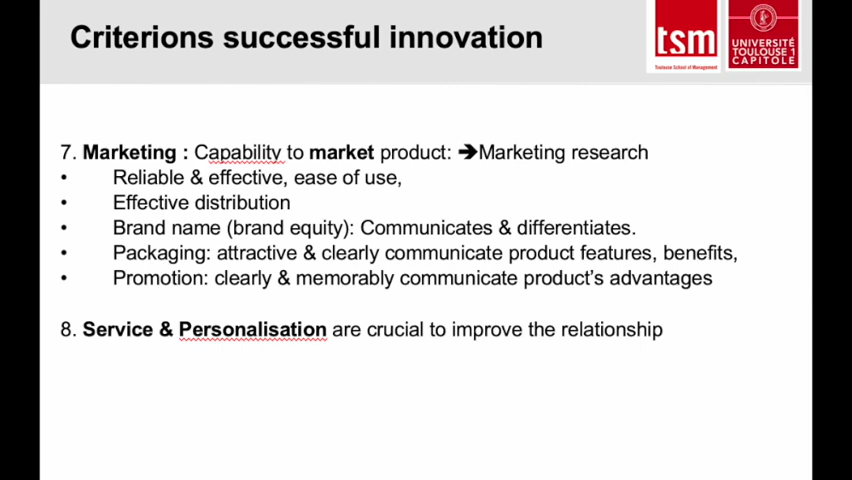 Criterions successful innovation
tsm
Toulouse School of Management
UNIVERSITÉ
TOULOUSE 1
CAPITOLE
7. Marketing : Capability to market product: ➔Marketing research
• Reliable & effective, ease of use,
• Effective distribution
• Brand name (brand equity): Communicates & differentiates.
• Packaging: attractive & clearly communicate product features, benefits,
• Promotion: clearly & memorably communicate product's advantages
8. Service & Personalisation are crucial to improve the relationship